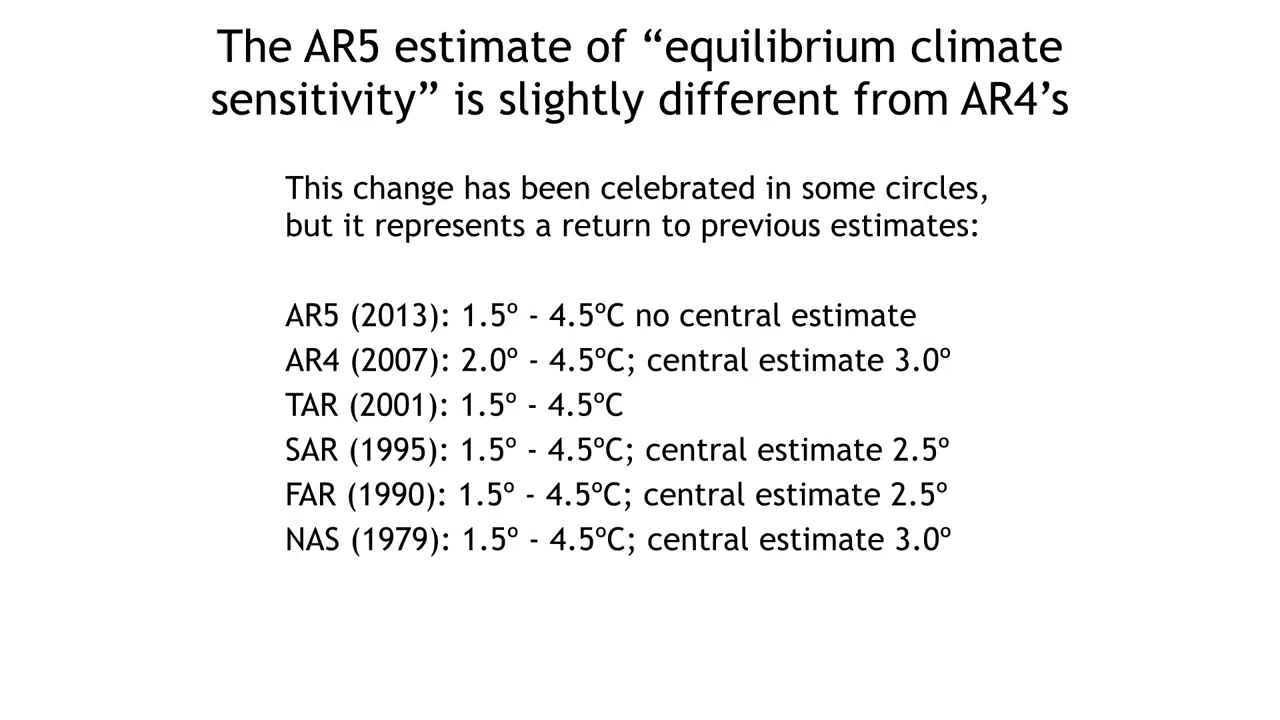 The AR5 estimate of “equilibrium climate
sensitivity” is slightly different from AR4’s
This change has been celebrated in some circles,
but it represents a return to previous estimates:
AR5 (2013): 1.5º - 4.5ºC no central estimate
AR4 (2007): 2.0º - 4.5ºC; central estimate 3.0º
TAR (2001): 1.5º - 4.5ºC
SAR (1995): 1.5º - 4.5ºC; central estimate 2.5º
FAR (1990): 1.5º - 4.5ºC; central estimate 2.5º
NAS (1979): 1.5º - 4.5ºC; central estimate 3.0º